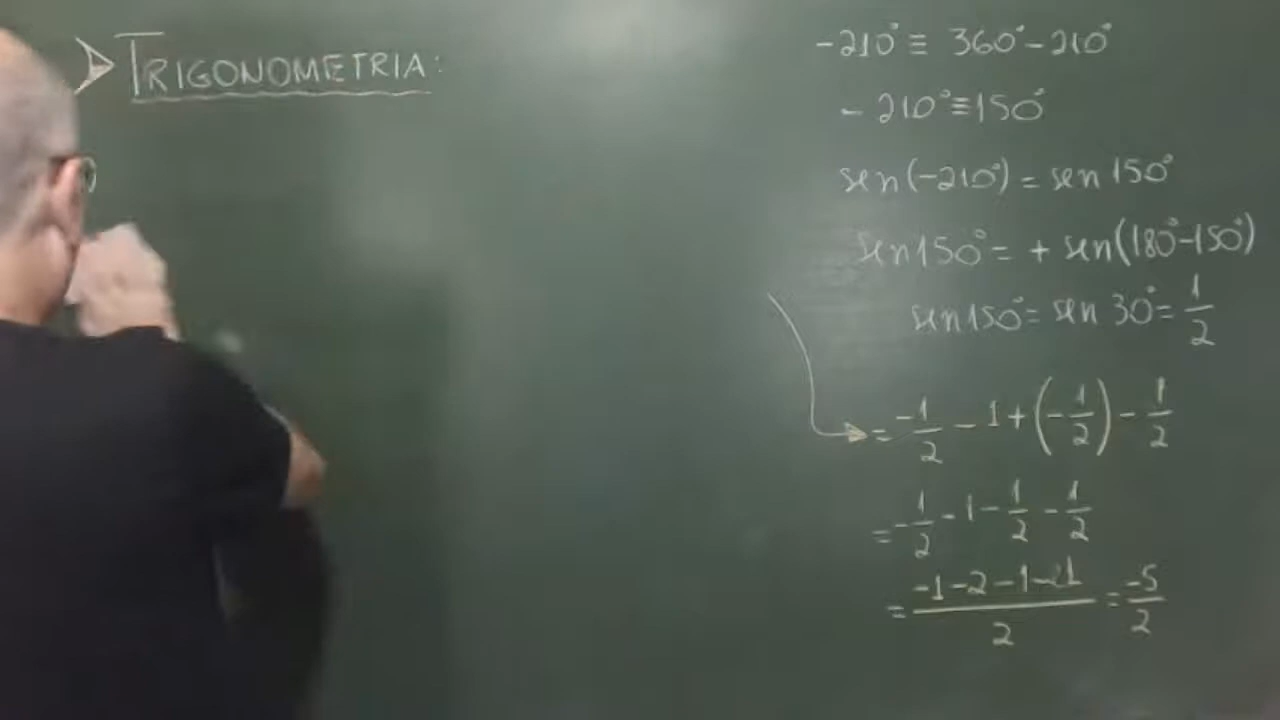 TRIGONOMETRIA:
-210° ≡ 360° - 210°
- 210° ≡ 150°
sen(-210°) = sen 150°
sen 150° = + sen(180° - 150°)
sen 150° = sen 30° = 1/2
= -1/2 - 1 + (-1/2) - 1/2
= -1/2 - 1 - 1/2 - 1/2
= (-1 - 2 - 1 - 1)/2 = -5/2